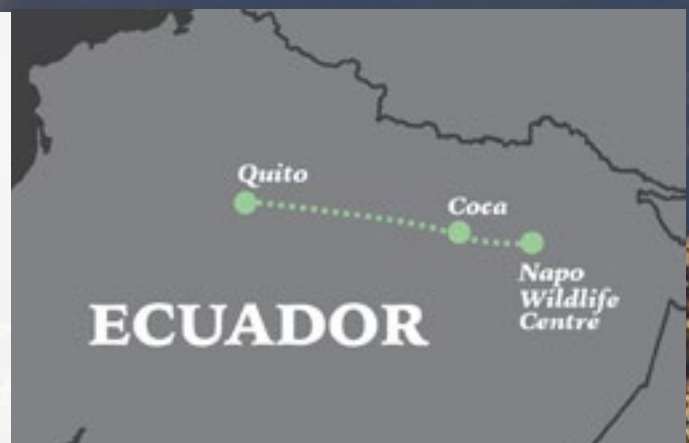 Quito
Coca
Napo
Wildlife
Centre
ECUADOR